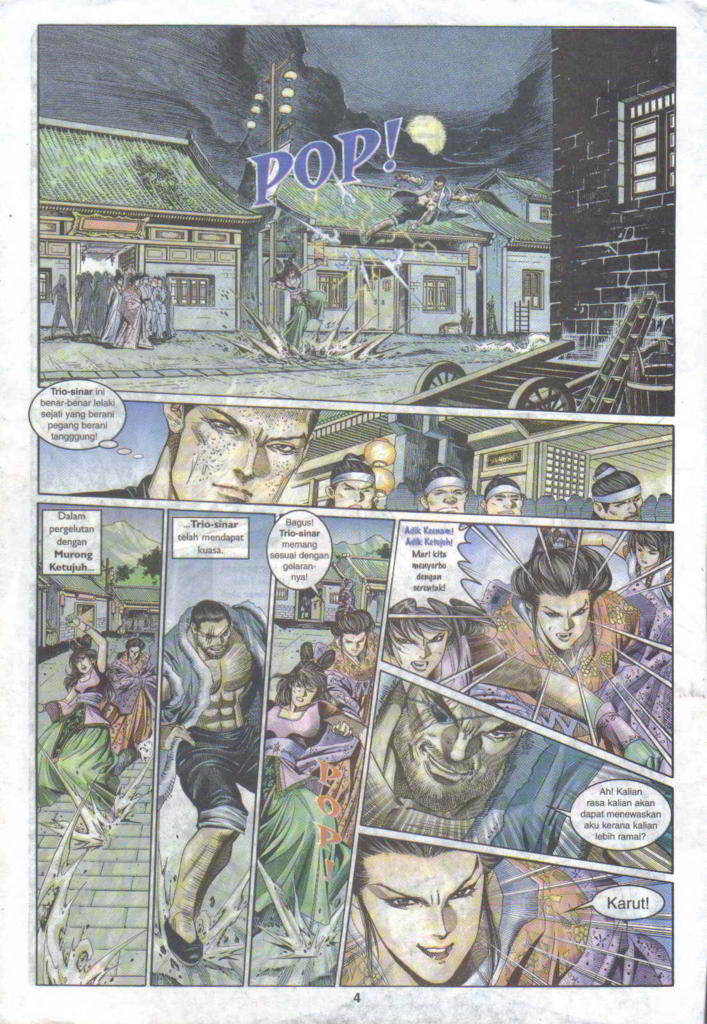 POP!
Trio-sinar ini
benar-benar lelaki
sejati yang berani
pegang berani
tangggung!
Dalam
pergelutan
dengan
Murong
Ketujuh...
...Trio-sinar
telah mendapat
kuasa.
Bagus!
Trio-sinar
memang
sesuai dengan
gelaran-
nya!
POP!
Adik Keenam!
Adik Ketujuh!
Mari kita
menyerbu
dengan
serentak!
Ah! Kalian
rasa kalian akan
dapat menewaskan
aku kerana kalian
lebih ramai?
Karut!
4